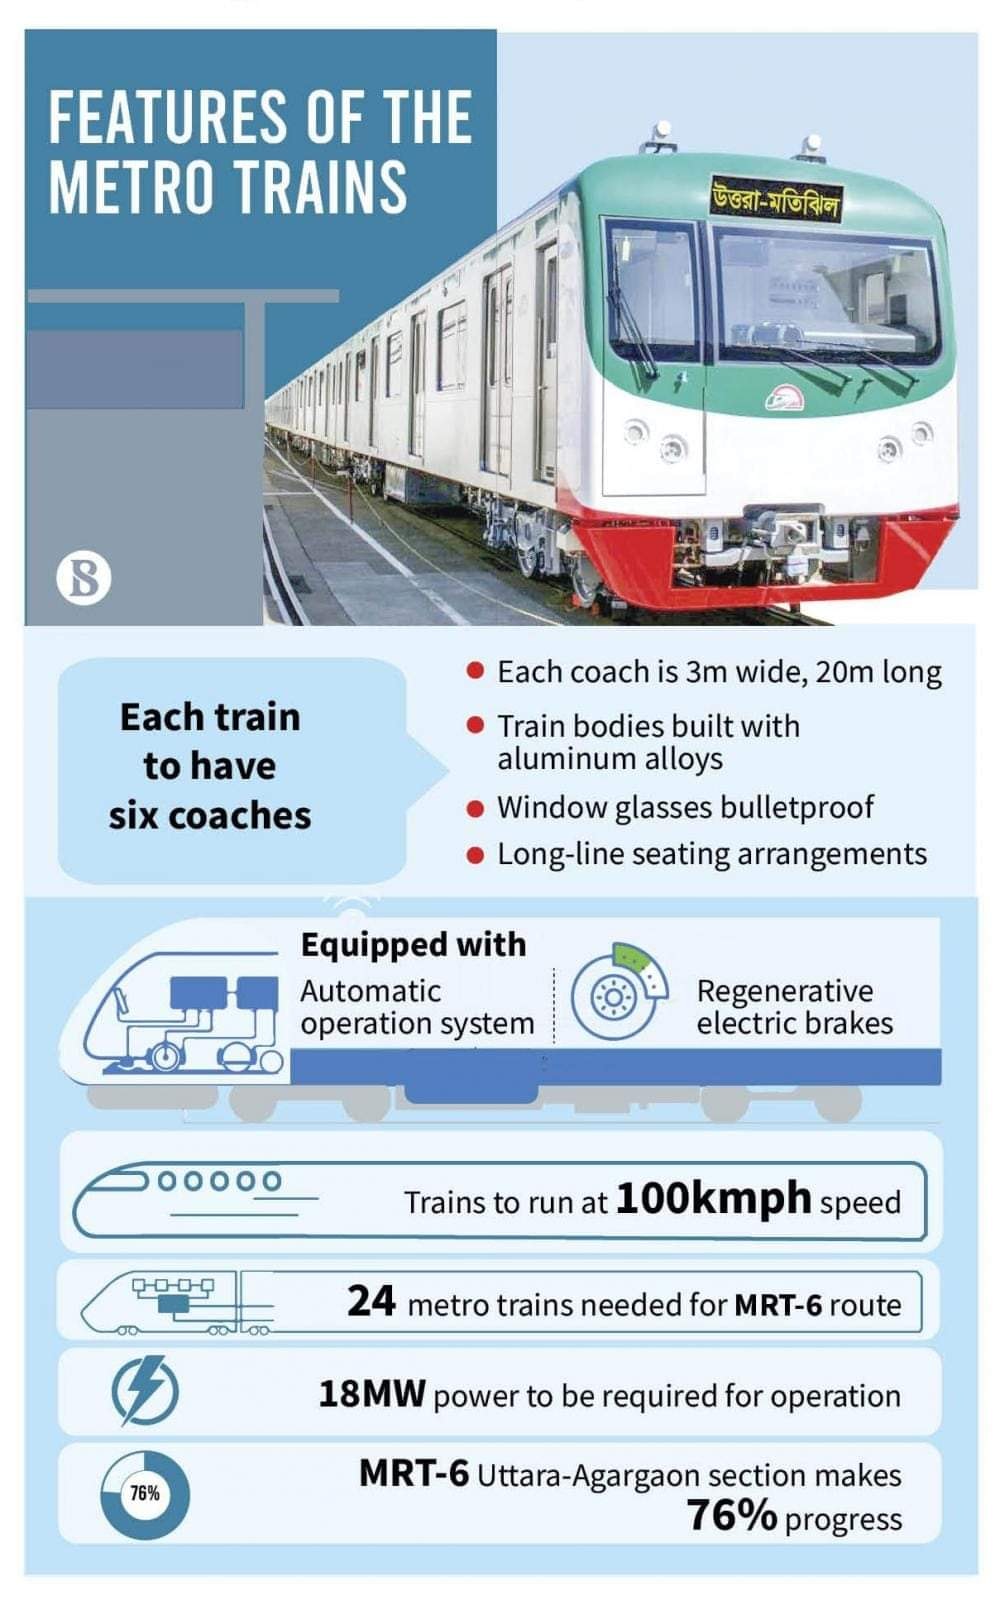 FEATURES OF THE
METRO TRAINS
উত্তরা-মতিঝিল
B
Each train
to have
six coaches
Each coach is 3m wide, 20m long
Train bodies built with
aluminum alloys
Window glasses bulletproof
Long-line seating arrangements
Equipped with
Automatic
operation system
Regenerative
electric brakes
Trains to run at 100kmph speed
24 metro trains needed for MRT-6 route
18MW power to be required for operation
76%
MRT-6 Uttara-Agargaon section makes
76% progress